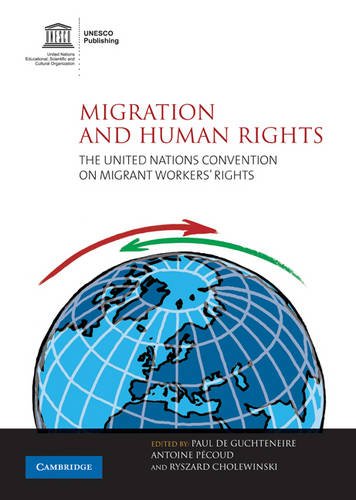 UNESCO
Publishing
United Nations
Educational, Scientific and
Cultural Organization
MIGRATION
AND HUMAN RIGHTS
THE UNITED NATIONS CONVENTION
ON MIGRANT WORKERS' RIGHTS
EDITED BY: PAUL DE GUCHTENEIRE
ANTOINE PÉCOUD
AND RYSZARD CHOLEWINSKI
CAMBRIDGE